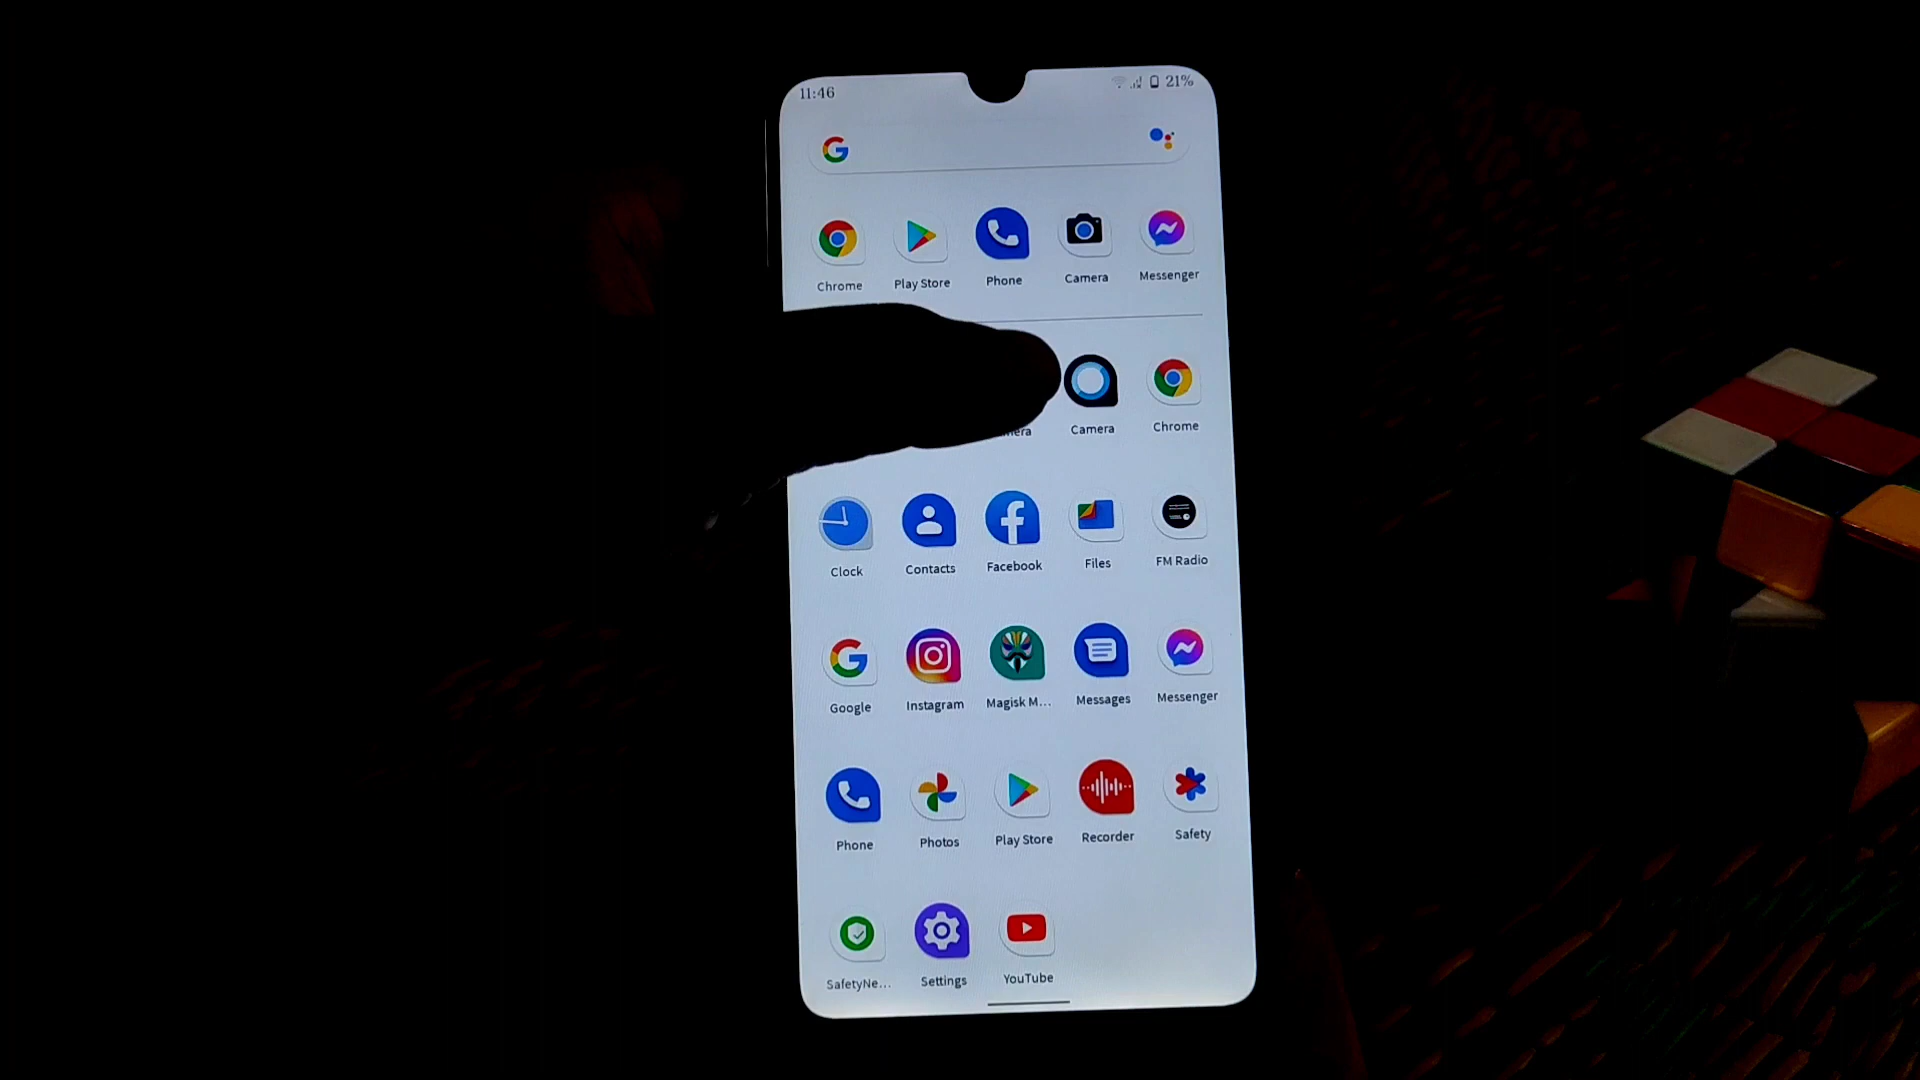 11:46 21%
Chrome Play Store Phone Camera Messenger
Camera Chrome
Clock Contacts Facebook Files FM Radio
Google Instagram Magisk M... Messages Messenger
Phone Photos Play Store Recorder Safety
SafetyNe... Settings YouTube